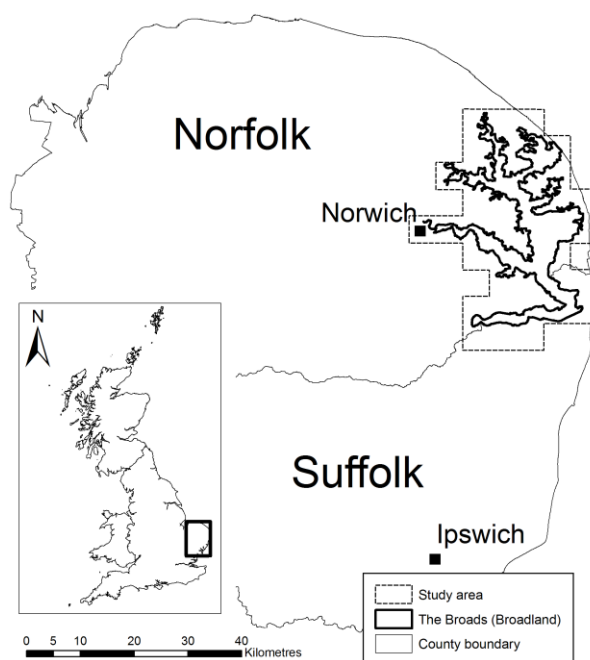 Norfolk
Norwich
N
Suffolk
Ipswich
Study area
The Broads (Broadland)
County boundary
0 5 10 20 30 40
Kilometres